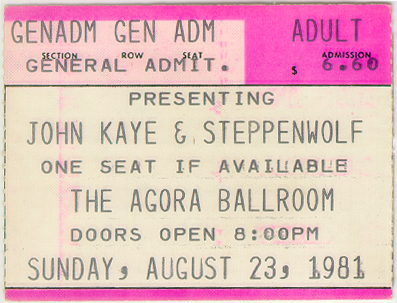 GENADM GEN ADM ADULT
SECTION ROW SEAT ADMISSION
GENERAL ADMIT. $ 6.60
PRESENTING
JOHN KAYE & STEPPENWOLF
ONE SEAT IF AVAILABLE
THE AGORA BALLROOM
DOORS OPEN 8:00PM
SUNDAY, AUGUST 23, 1981